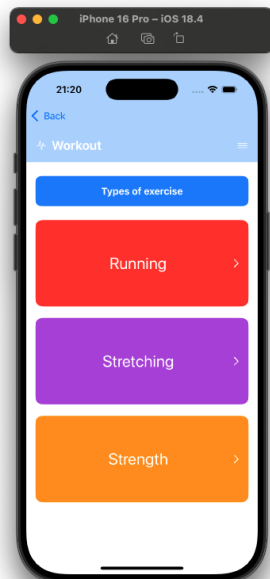 iPhone 16 Pro – iOS 18.4
21:20
Back
Workout
Types of exercise
Running
Stretching
Strength